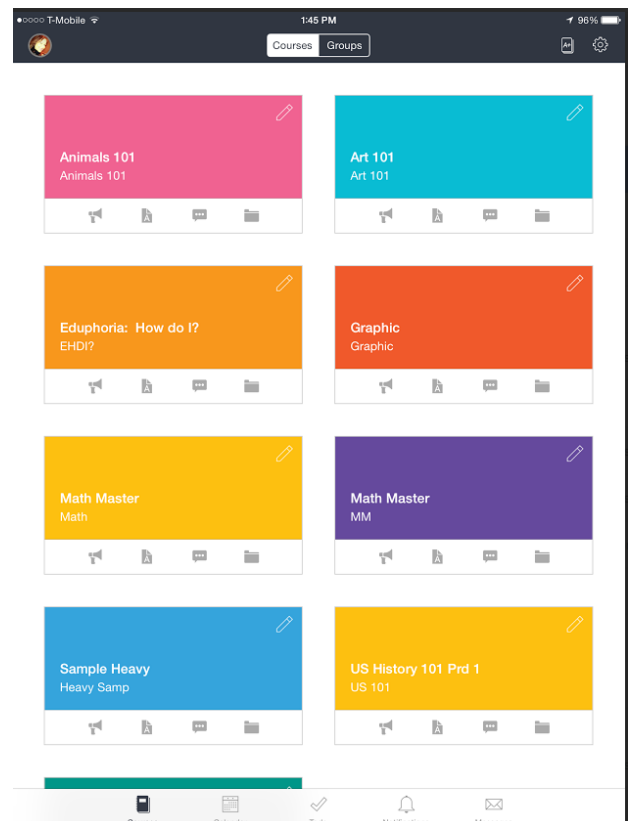 T-Mobile 1:45 PM 96%
Courses Groups
A+
Animals 101
Animals 101
Art 101
Art 101
Eduphoria: How do I?
EHDI?
Graphic
Graphic
Math Master
Math
Math Master
MM
Sample Heavy
Heavy Samp
US History 101 Prd 1
US 101